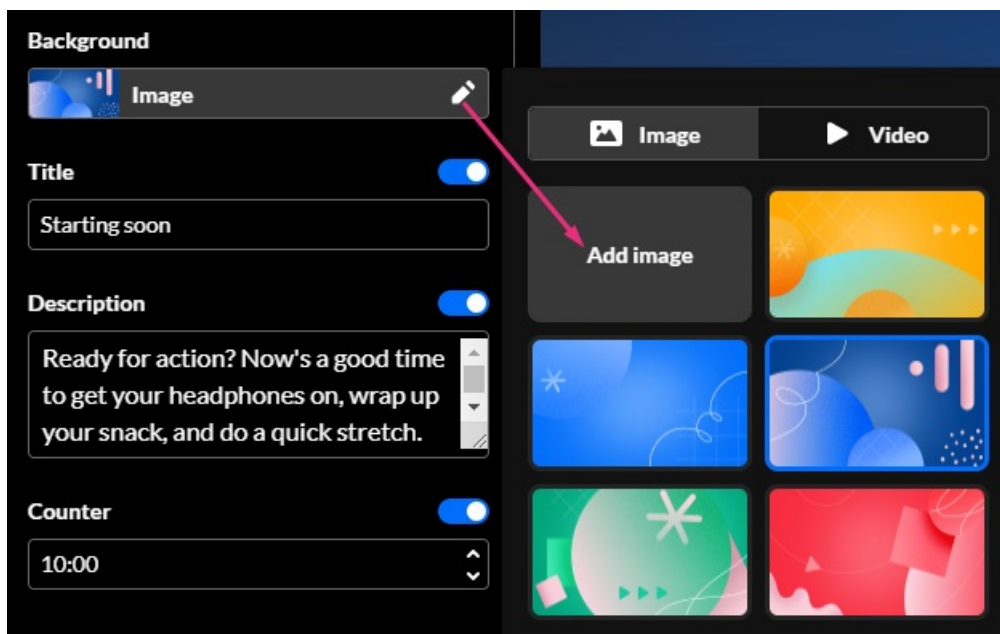 Background
Image
Title
Starting soon
Description
Ready for action? Now's a good time
to get your headphones on, wrap up
your snack, and do a quick stretch.
Counter
10:00
Image
Video
Add image